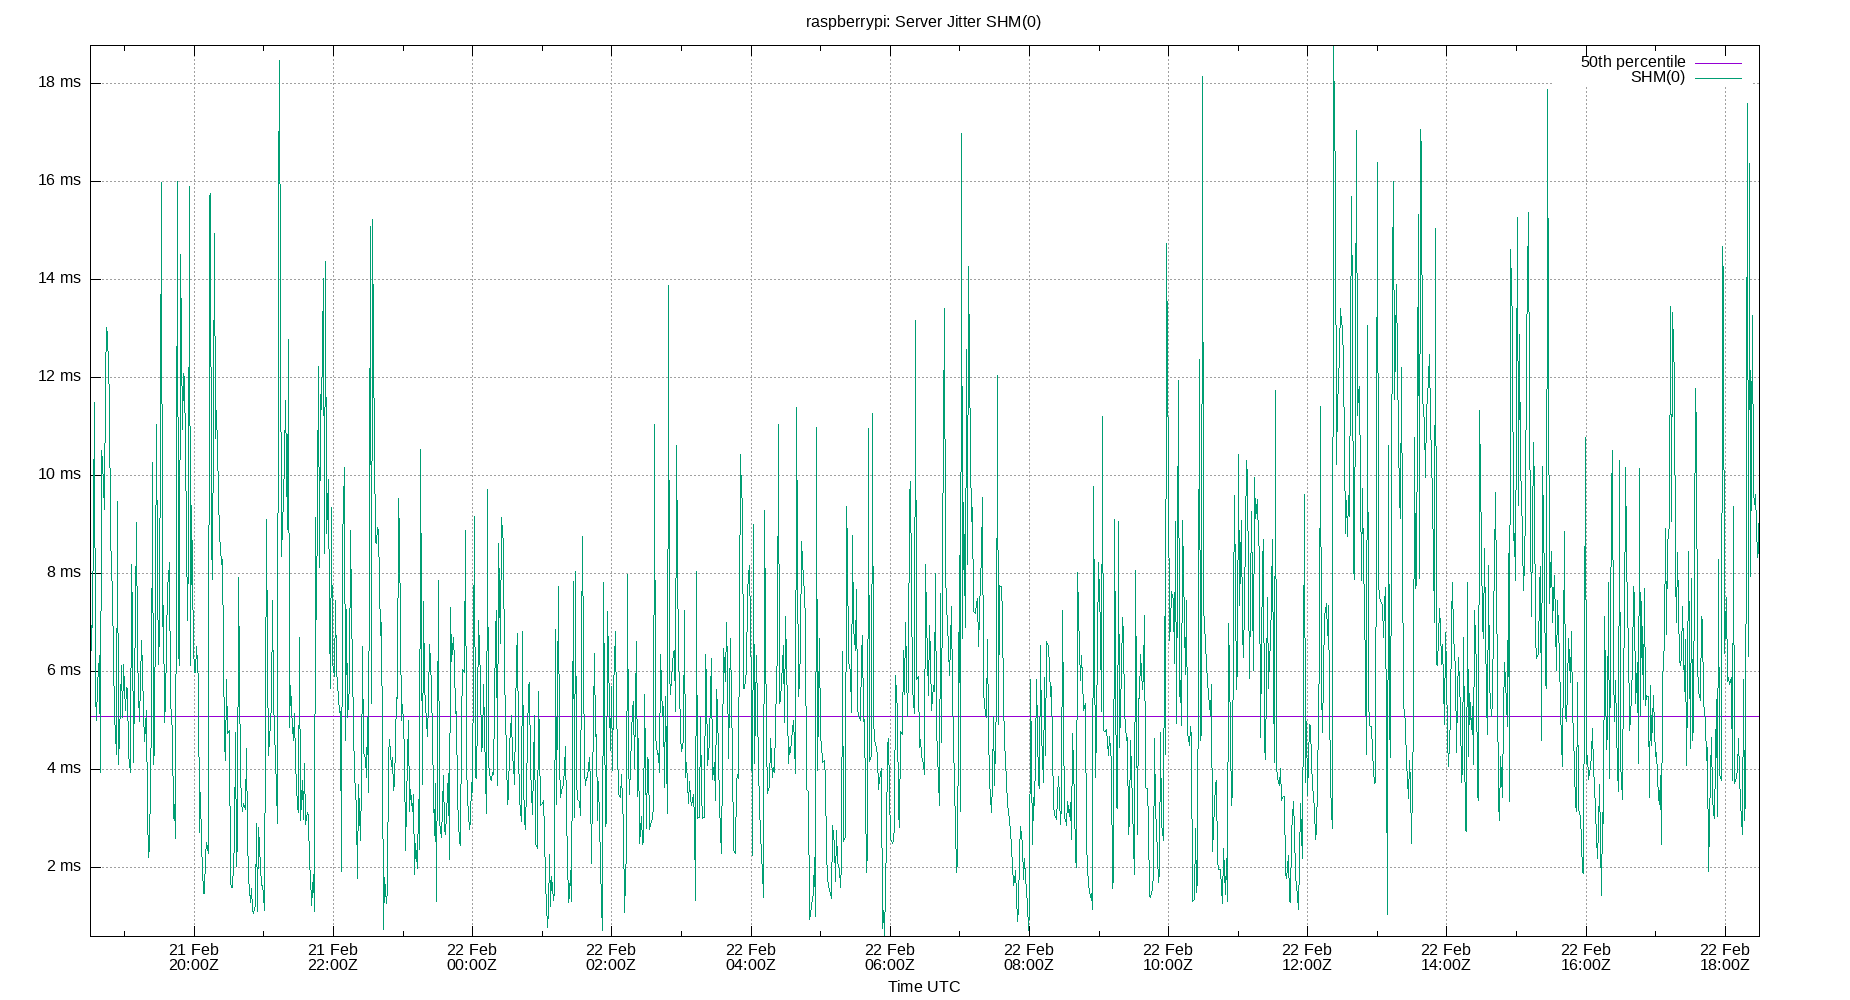 raspberrypi: Server Jitter SHM(0)
50th percentile
SHM(0)
18 ms
16 ms
14 ms
12 ms
10 ms
8 ms
6 ms
4 ms
2 ms
21 Feb 21 Feb 22 Feb 22 Feb 22 Feb 22 Feb 22 Feb 22 Feb 22 Feb 22 Feb 22 Feb 22 Feb
20:00Z 22:00Z 00:00Z 02:00Z 04:00Z 06:00Z 08:00Z 10:00Z 12:00Z 14:00Z 16:00Z 18:00Z
Time UTC